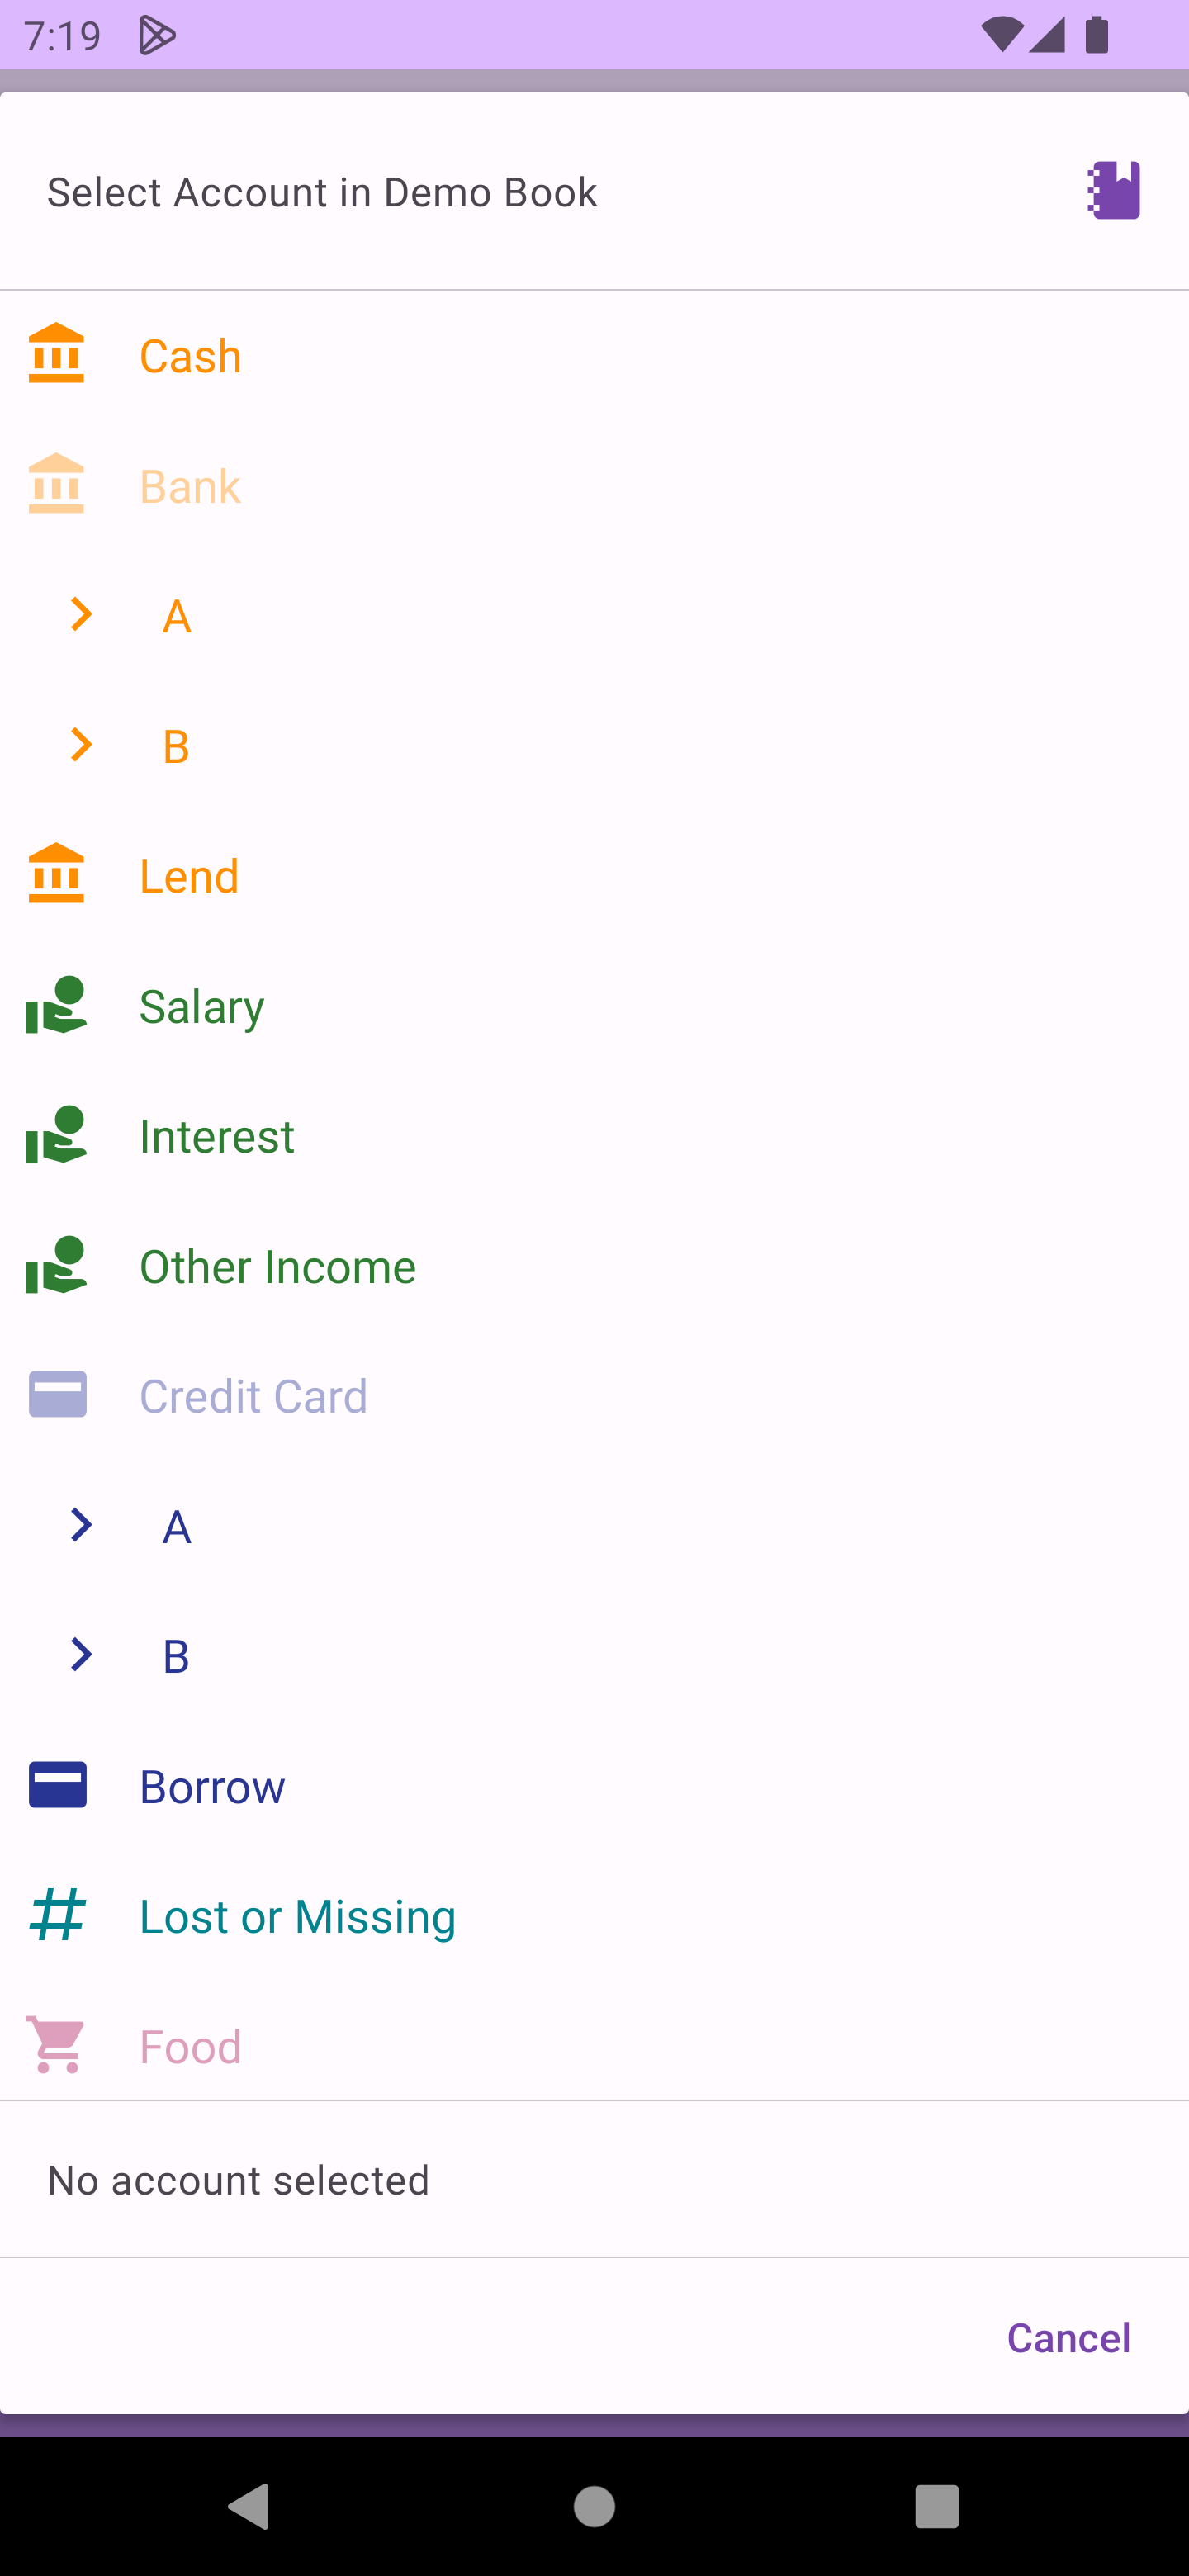 7:19
Select Account in Demo Book
Cash
Bank
A
B
Lend
Salary
Interest
Other Income
Credit Card
A
B
Borrow
Lost or Missing
Food
No account selected
Cancel